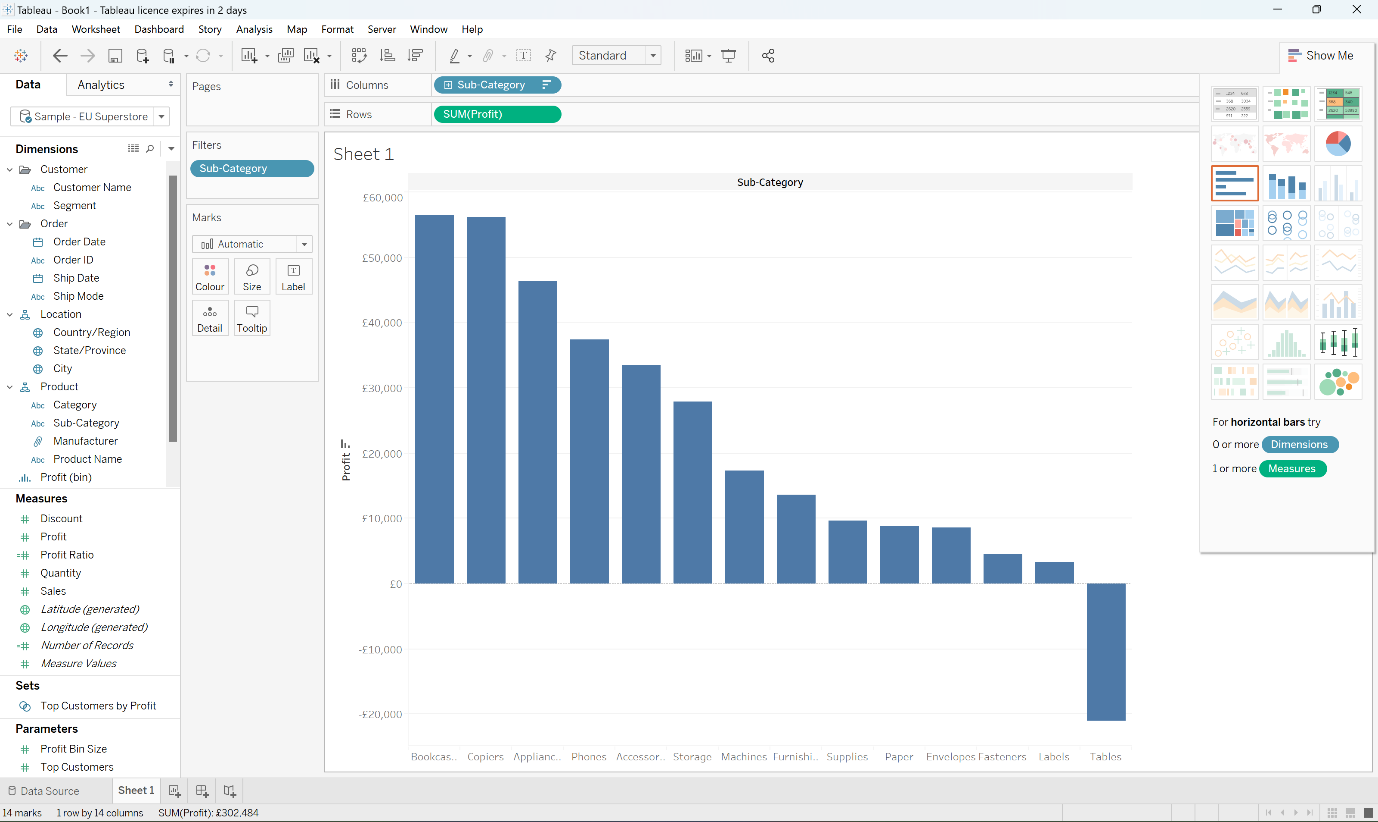 Tableau - Book1 - Tableau licence expires in 2 days
File Data Worksheet Dashboard Story Analysis Map Format Server Window Help
Standard
Show Me
Data Analytics
Sample - EU Superstore
Dimensions
Customer
Abc Customer Name
Abc Segment
Order
Order Date
Abc Order ID
Ship Date
Abc Ship Mode
Location
Country/Region
State/Province
City
Product
Abc Category
Abc Sub-Category
Manufacturer
Abc Product Name
Profit (bin)
Measures
# Discount
# Profit
=# Profit Ratio
# Quantity
# Sales
Latitude (generated)
Longitude (generated)
=# Number of Records
# Measure Values
Sets
Top Customers by Profit
Parameters
# Profit Bin Size
# Top Customers
Pages
Filters
Sub-Category
Marks
Automatic
Colour Size Label
Detail Tooltip
Columns Sub-Category
Rows SUM(Profit)
Sheet 1
Sub-Category
£60,000
£50,000
£40,000
£30,000
£20,000
£10,000
£0
-£10,000
-£20,000
Profit
Bookcas.. Copiers Applianc.. Phones Accessor.. Storage Machines Furnishi.. Supplies Paper Envelopes Fasteners Labels Tables
For horizontal bars try
0 or more Dimensions
1 or more Measures
Data Source Sheet 1
14 marks 1 row by 14 columns SUM(Profit): £302,484